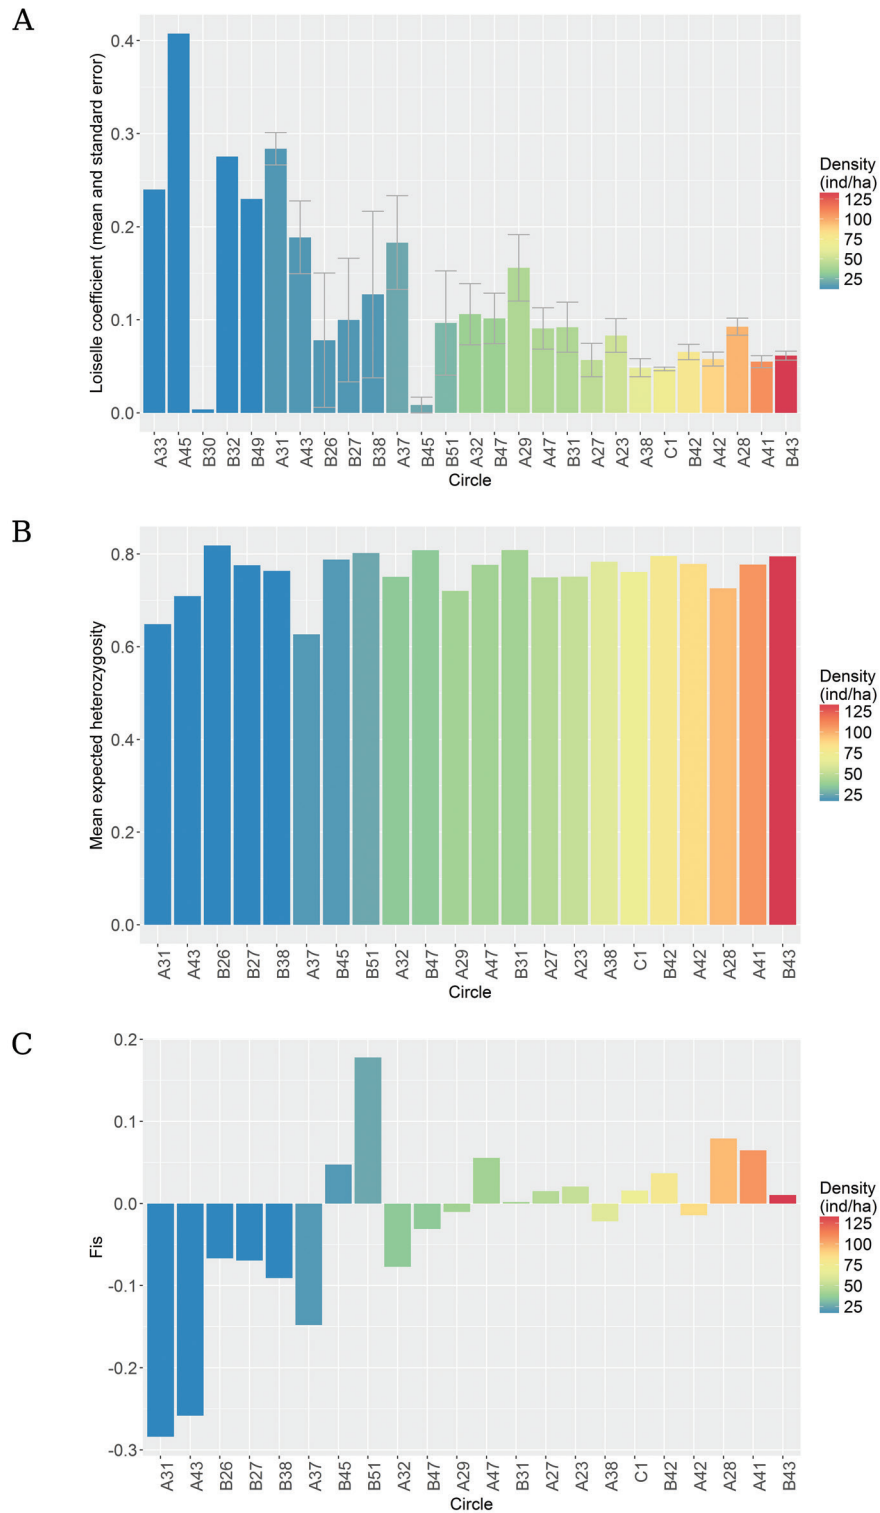 A
Loiselle coefficient (mean and standard error)
0.4
0.3
0.2
0.1
0.0
A33 A45 B30 B32 B49 A31 A43 B26 B27 B38 A37 B45 B51 A32 B47 A29 A47 B31 A27 A23 A38 C1 B42 A42 A28 A41 B43
Circle
Density
(ind/ha)
125
100
75
50
25
B
Mean expected heterozygosity
0.8
0.6
0.4
0.2
0.0
A31 A43 B26 B27 B38 A37 B45 B51 A32 B47 A29 A47 B31 A27 A23 A38 C1 B42 A42 A28 A41 B43
Circle
Density
(ind/ha)
125
100
75
50
25
C
Fis
0.2
0.1
0.0
-0.1
-0.2
-0.3
A31 A43 B26 B27 B38 A37 B45 B51 A32 B47 A29 A47 B31 A27 A23 A38 C1 B42 A42 A28 A41 B43
Circle
Density
(ind/ha)
125
100
75
50
25